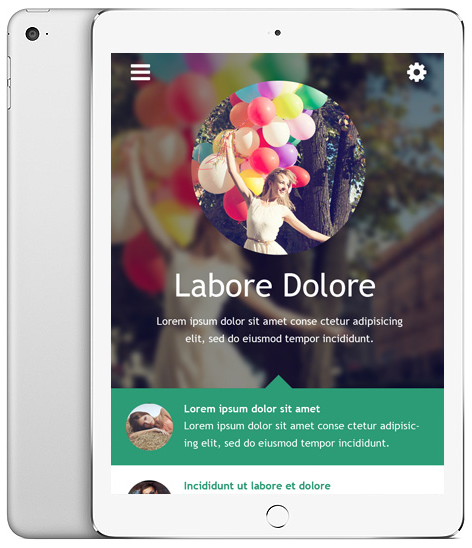 Labore Dolore
Lorem ipsum dolor sit amet conse ctetur adipisicing
elit, sed do eiusmod tempor incididunt.
Lorem ipsum dolor sit amet
Lorem ipsum dolor sit amet conse ctetur adipisic-
ing elit, sed do eiusmod tempor incididunt.
Incididunt ut labore et dolore